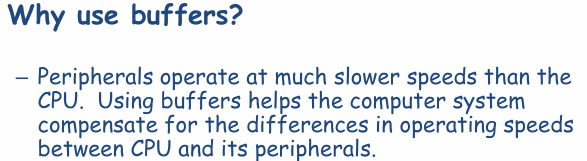 Why use buffers?
– Peripherals operate at much slower speeds than the
CPU. Using buffers helps the computer system
compensate for the differences in operating speeds
between CPU and its peripherals.